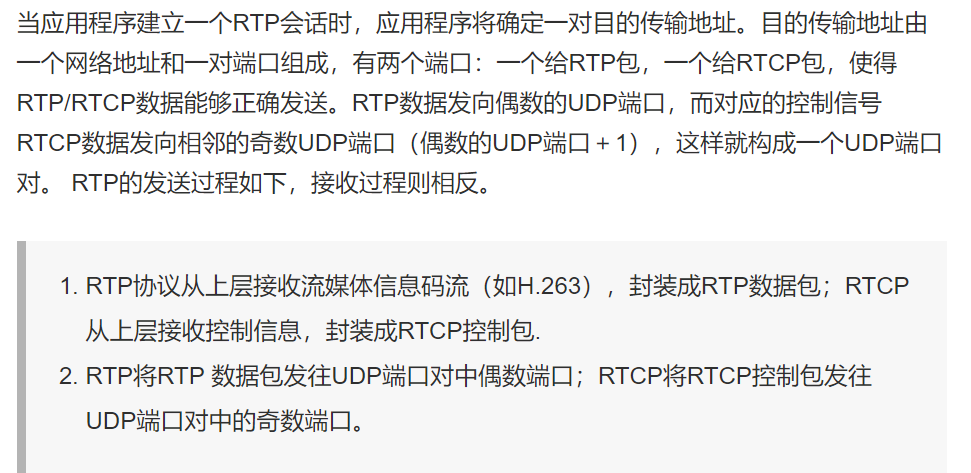 当应用程序建立一个RTP会话时，应用程序将确定一对目的传输地址。目的传输地址由
一个网络地址和一对端口组成，有两个端口：一个给RTP包，一个给RTCP包，使得
RTP/RTCP数据能够正确发送。RTP数据发向偶数的UDP端口，而对应的控制信号
RTCP数据发向相邻的奇数UDP端口（偶数的UDP端口＋1），这样就构成一个UDP端口
对。 RTP的发送过程如下，接收过程则相反。
1. RTP协议从上层接收流媒体信息码流（如H.263），封装成RTP数据包；RTCP
从上层接收控制信息，封装成RTCP控制包.
2. RTP将RTP 数据包发往UDP端口对中偶数端口；RTCP将RTCP控制包发往
UDP端口对中的奇数端口。